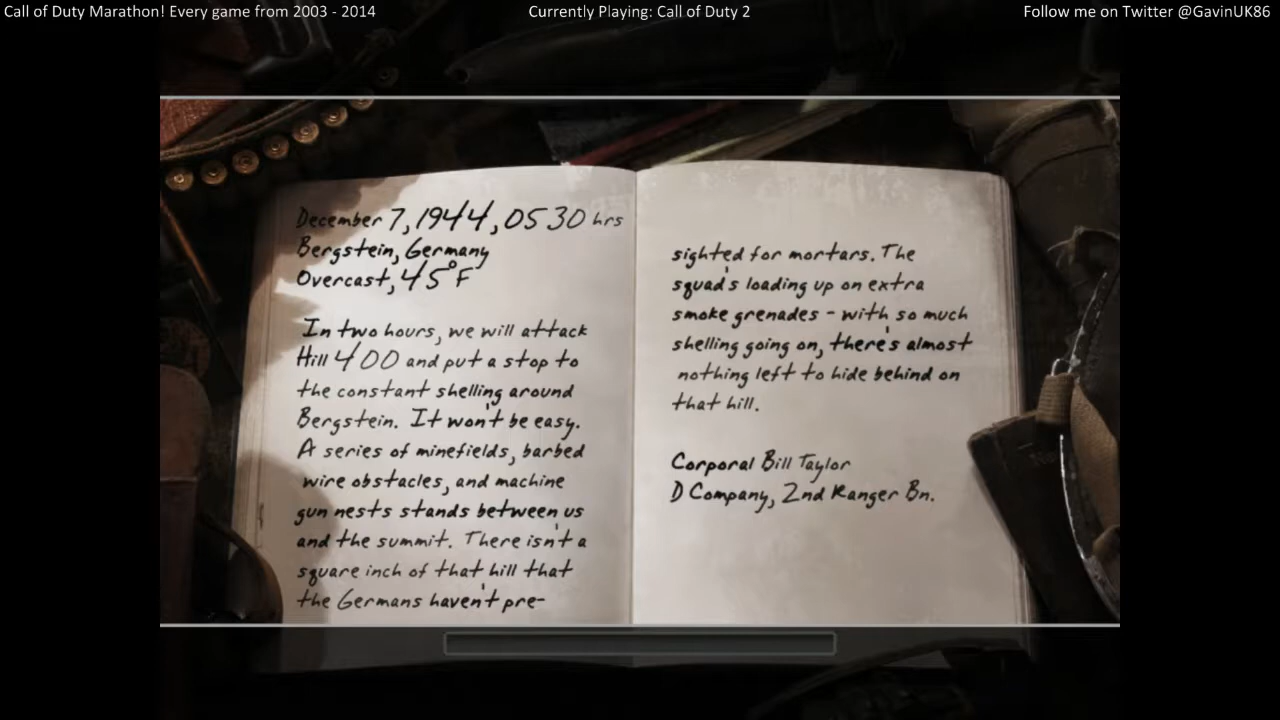 Call of Duty Marathon! Every game from 2003 - 2014
Currently Playing: Call of Duty 2
Follow me on Twitter @GavinUK86
December 7, 1944, 0530 hrs
Bergstein, Germany
Overcast, 45°F
In two hours, we will attack
Hill 400 and put a stop to
the constant shelling around
Bergstein. It won't be easy.
A series of minefields, barbed
wire obstacles, and machine
gun nests stands between us
and the summit. There isn't a
square inch of that hill that
the Germans haven't pre-
sighted for mortars. The
squad's loading up on extra
smoke grenades - with so much
shelling going on, there's almost
nothing left to hide behind on
that hill.
Corporal Bill Taylor
D Company, 2nd Ranger Bn.